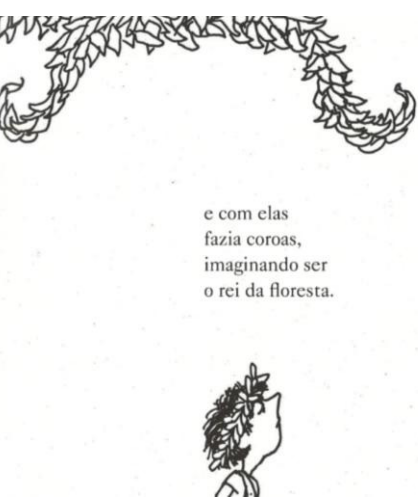 e com elas
fazia coroas,
imaginando ser
o rei da floresta.